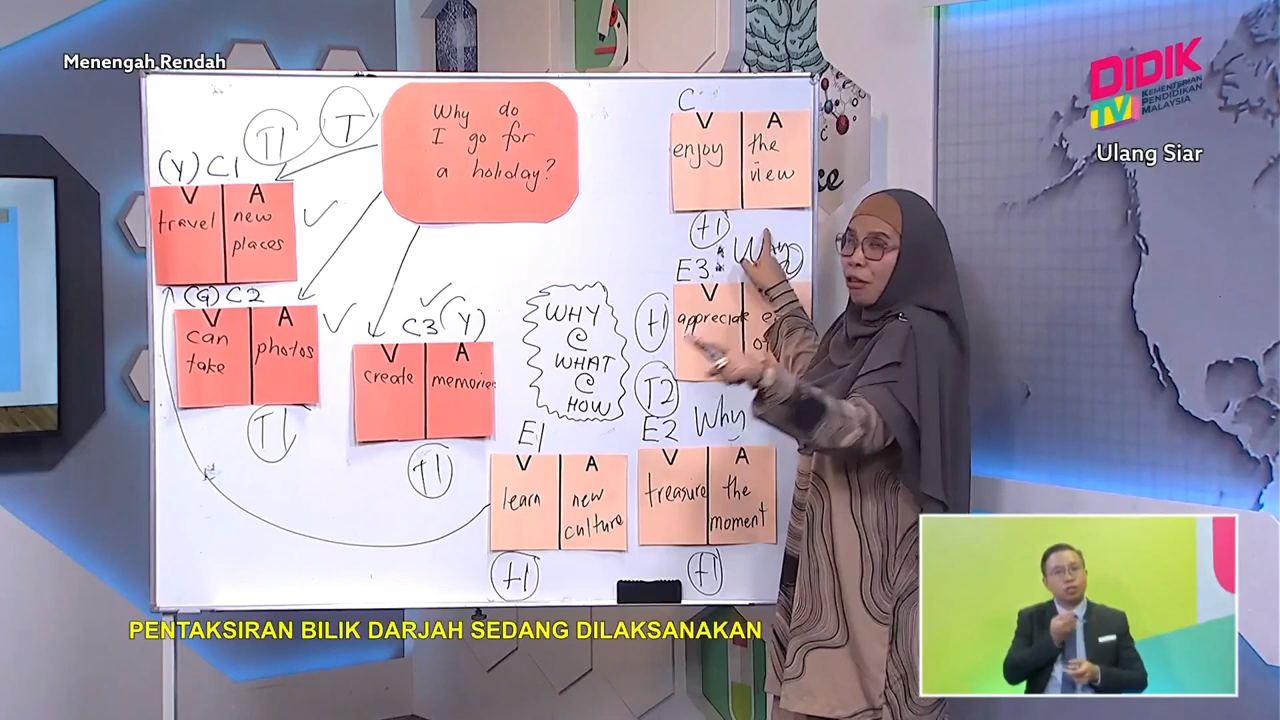 Menengah Rendah
DIDIK
TV
KEMENTERIAN
PENDIDIKAN
MALAYSIA
Ulang Siar
Why do
I go for
a holiday?
T1
T
(Y) C1
V A
travel
new
places
C2
V A
can
take
photos
T1
C3 (Y)
V A
create
memories
T1
WHY
@
WHAT
@
HOW
C
V A
enjoy
the
view
T1
E3:
Why
V
appreciate
T1
T2
E1
V A
learn
new
culture
T1
E2 Why
V A
treasure
the
moment
T1
PENTAKSIRAN BILIK DARJAH SEDANG DILAKSANAKAN